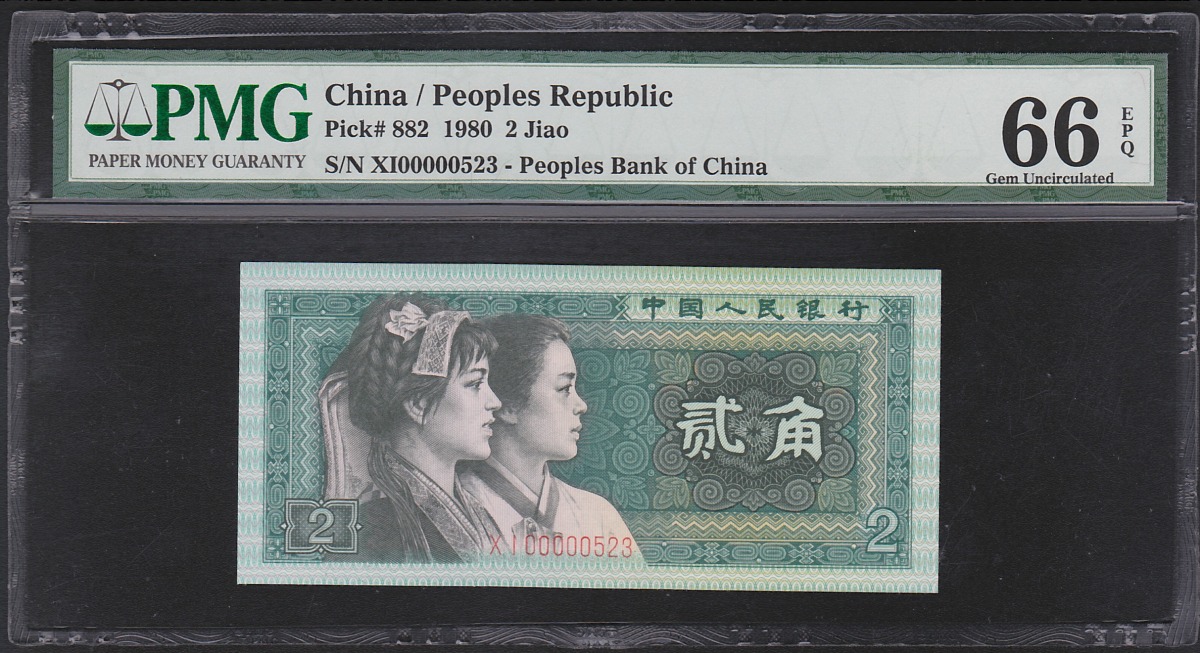 PMG
PAPER MONEY GUARANTY
China / Peoples Republic
Pick# 882 1980 2 Jiao
S/N XI00000523 - Peoples Bank of China
66
EPQ
Gem Uncirculated
中国人民银行
贰角
2
2
XI00000523